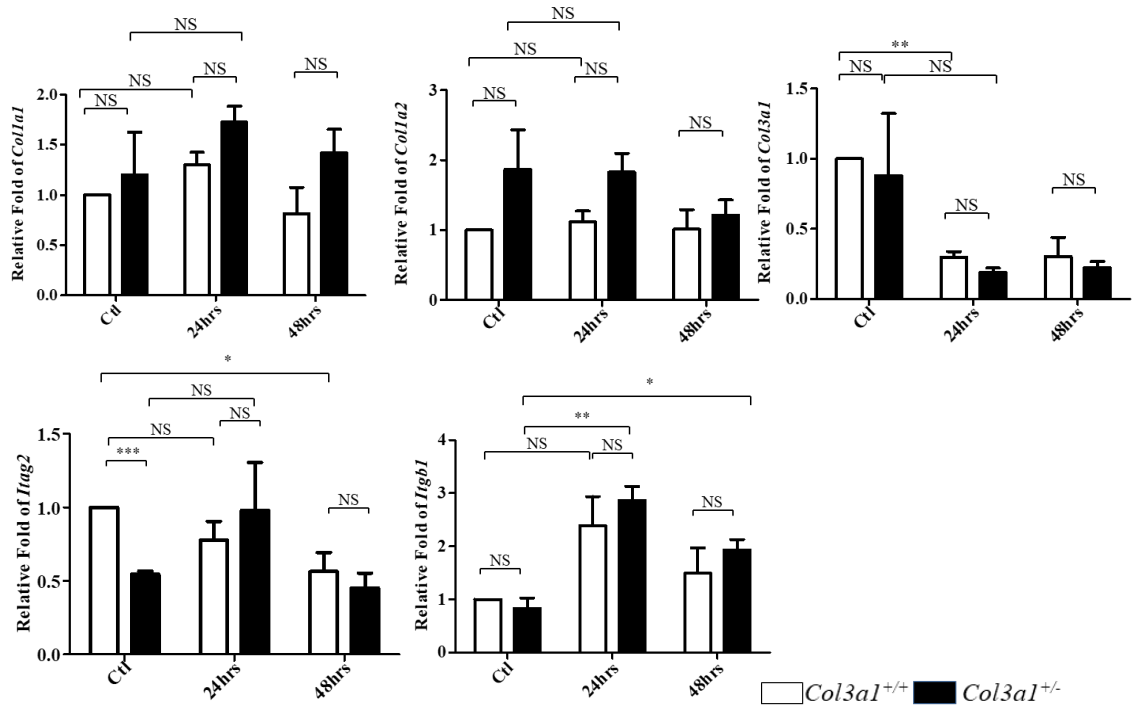 NS
NS
NS
NS
NS
2.0
1.5
1.0
0.5
0.0
Relative Fold of Col1a1
Ctl
24hrs
48hrs
NS
NS
NS
NS
NS
3
2
1
0
Relative Fold of Col1a2
Ctl
24hrs
48hrs
**
NS
NS
NS
NS
1.5
1.0
0.5
0.0
Relative Fold of Col3a1
Ctl
24hrs
48hrs
*
NS
NS
NS
***
NS
1.5
1.0
0.5
0.0
Relative Fold of Itag2
Ctl
24hrs
48hrs
*
**
NS
NS
NS
NS
4
3
2
1
0
Relative Fold of Itgb1
Ctl
24hrs
48hrs
Col3a1+/+ Col3a1+/-